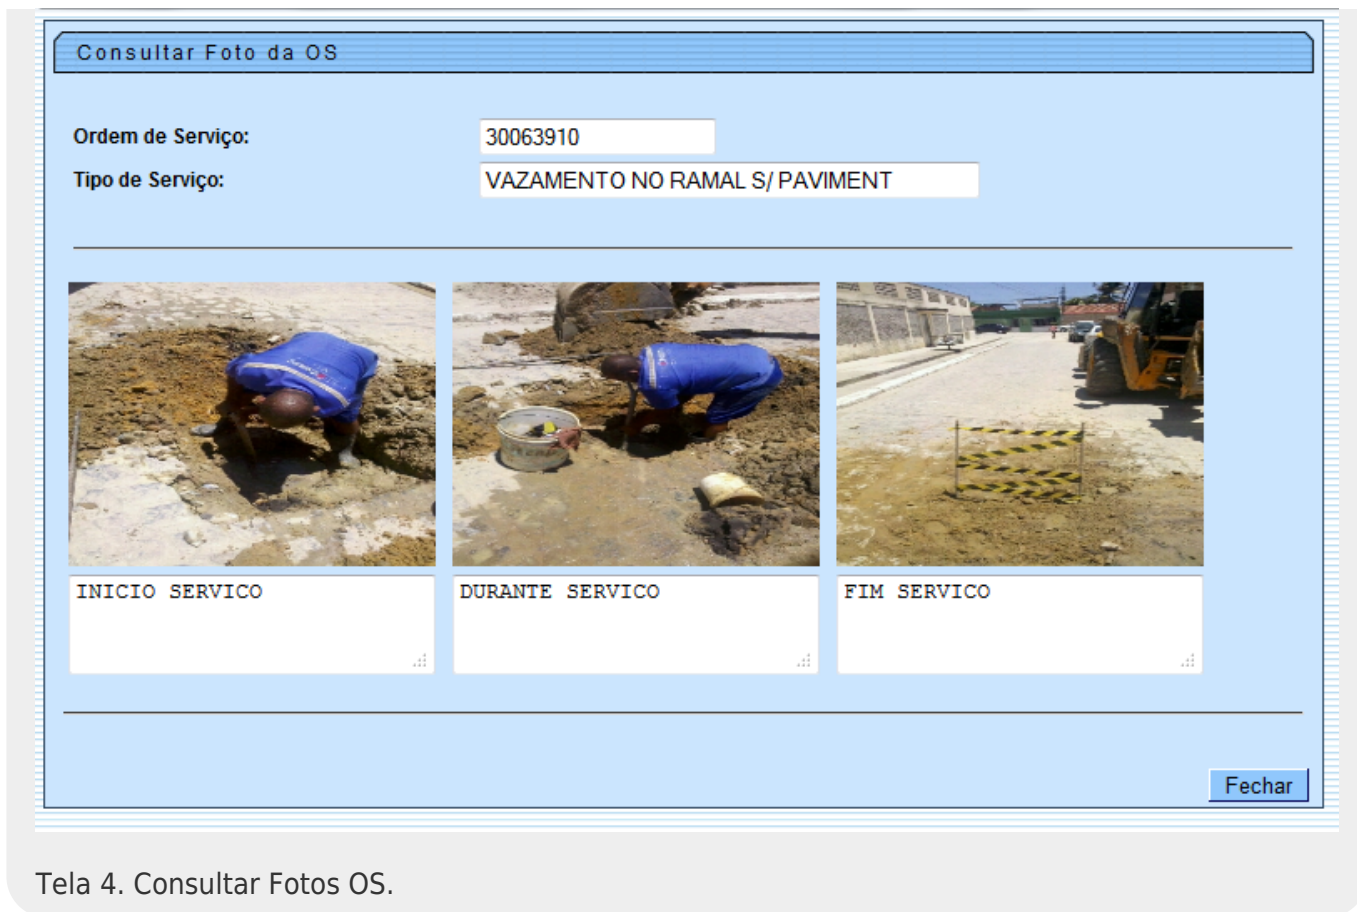 Consultar Foto da OS
Ordem de Serviço: 30063910
Tipo de Serviço: VAZAMENTO NO RAMAL S/ PAVIMENT
INICIO SERVICO
DURANTE SERVICO
FIM SERVICO
Fechar
Tela 4. Consultar Fotos OS.